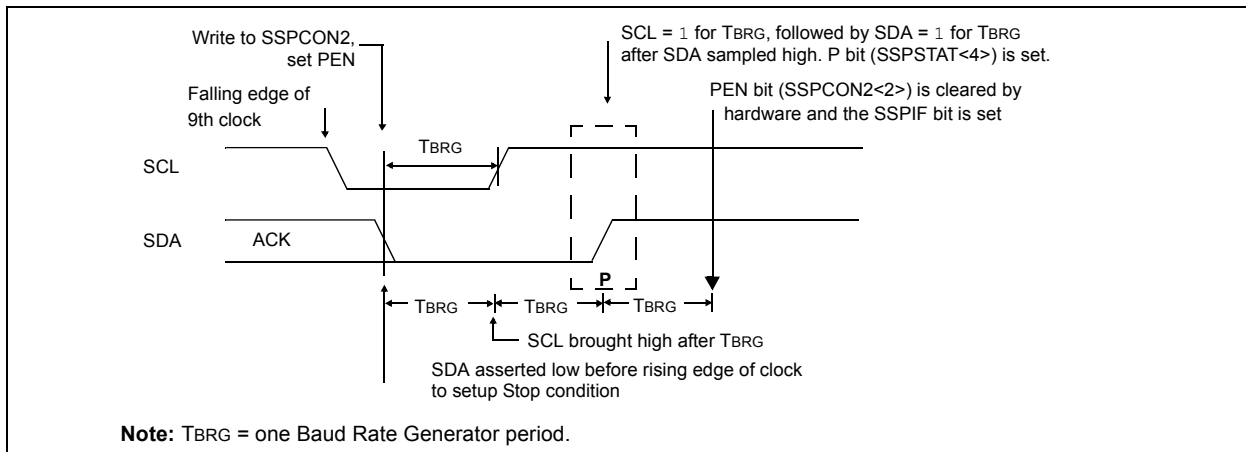 Write to SSPCON2,
set PEN
SCL = 1 for TBRG, followed by SDA = 1 for TBRG
after SDA sampled high. P bit (SSPSTAT<4>) is set.
Falling edge of
9th clock
PEN bit (SSPCON2<2>) is cleared by
hardware and the SSPIF bit is set
TBRG
SCL
SDA
ACK
P
TBRG
TBRG
TBRG
SCL brought high after TBRG
SDA asserted low before rising edge of clock
to setup Stop condition
Note: TBRG = one Baud Rate Generator period.